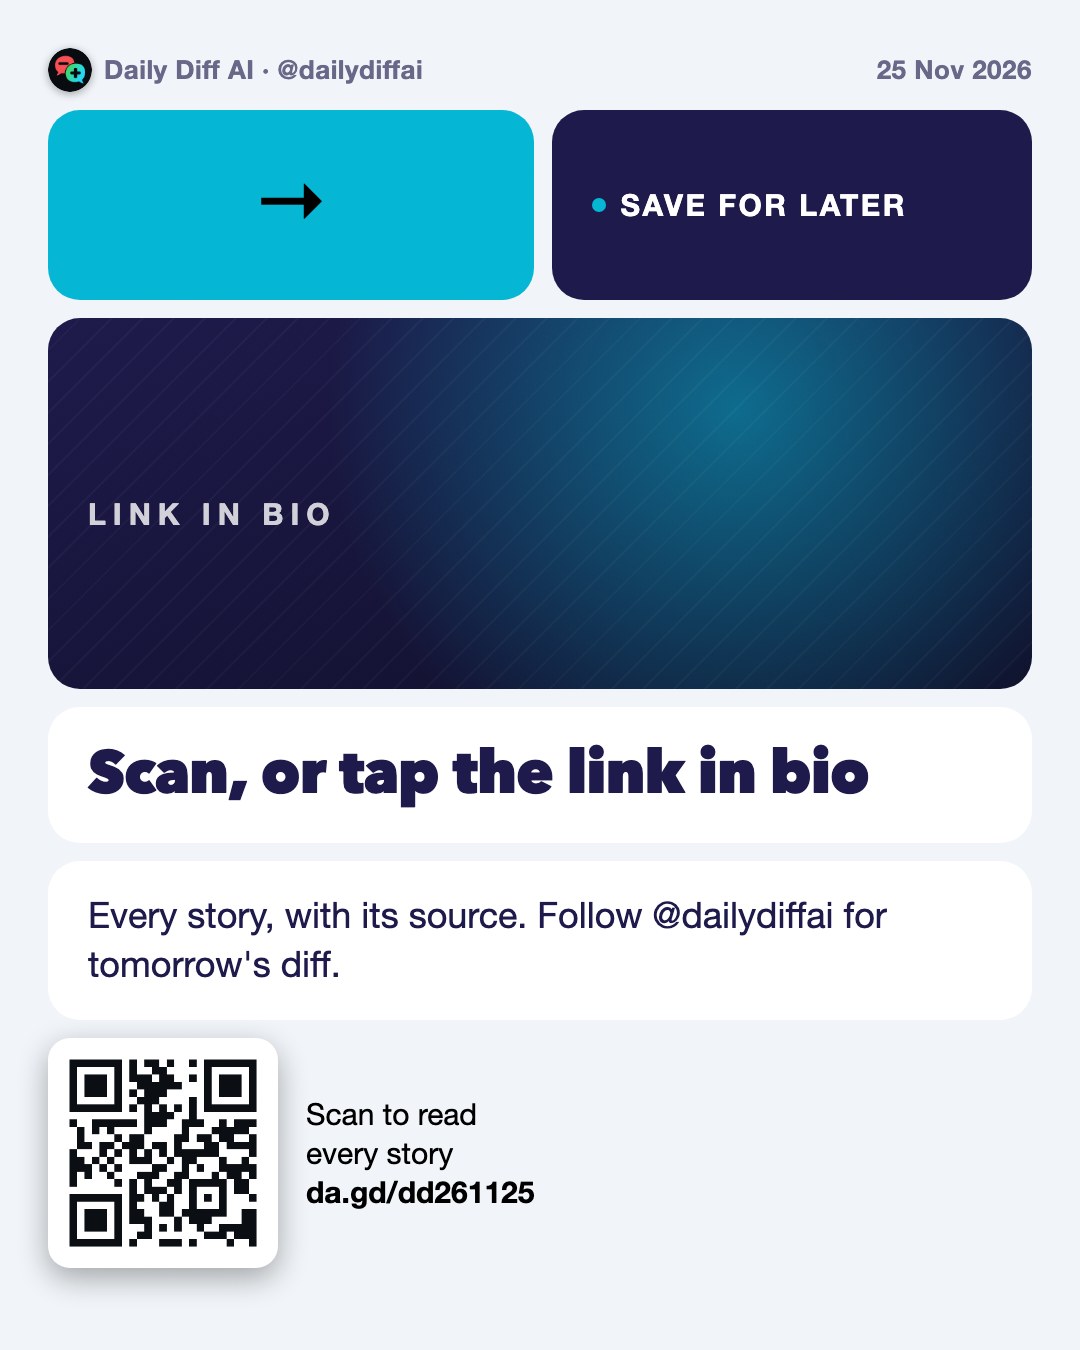 Daily Diff AI · @dailydiffai
25 Nov 2026
→
SAVE FOR LATER
LINK IN BIO
Scan, or tap the link in bio
Every story, with its source. Follow @dailydiffai for
tomorrow's diff.
Scan to read
every story
da.gd/dd261125